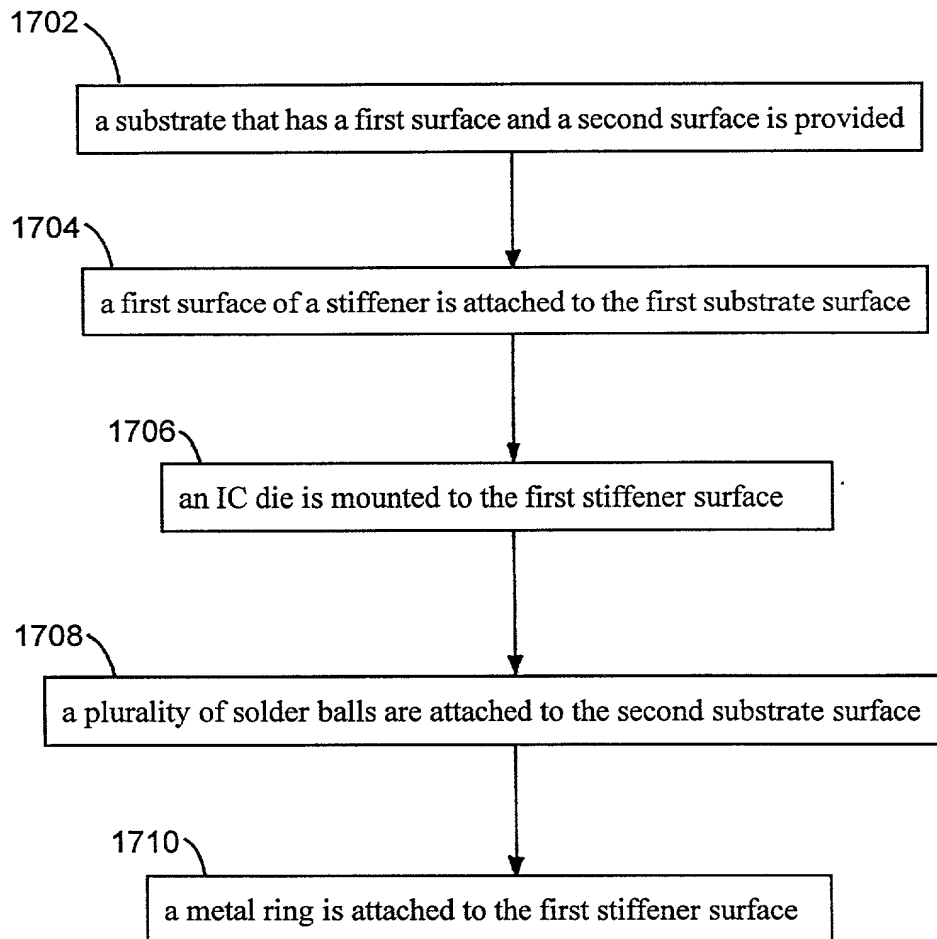 1702
a substrate that has a first surface and a second surface is provided
1704
a first surface of a stiffener is attached to the first substrate surface
1706
an IC die is mounted to the first stiffener surface
1708
a plurality of solder balls are attached to the second substrate surface
1710
a metal ring is attached to the first stiffener surface